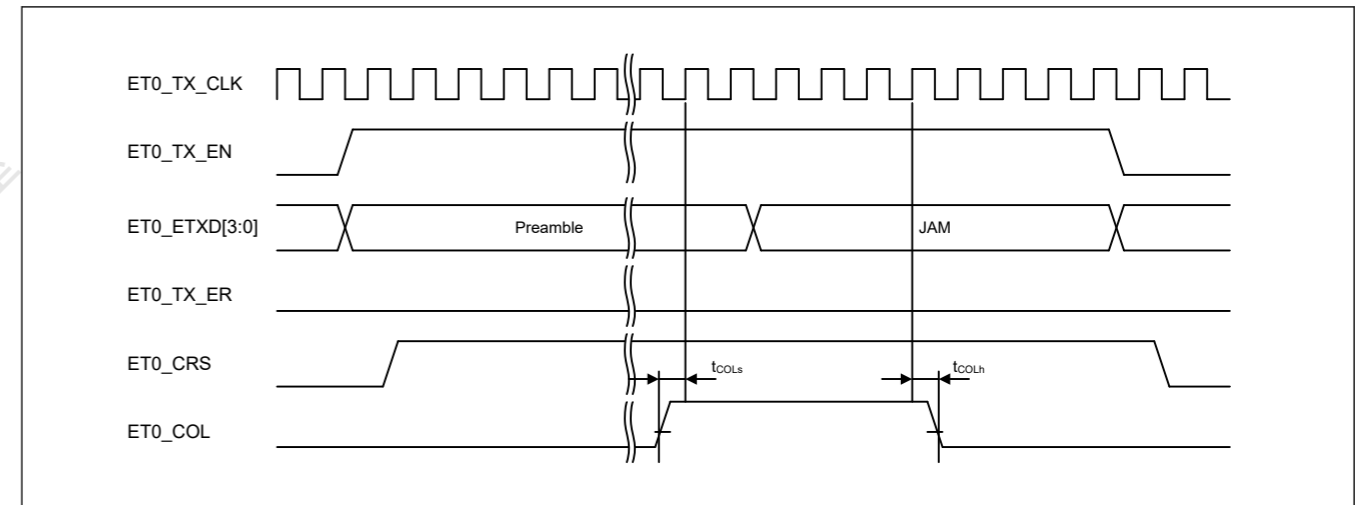 ET0_TX_CLK
ET0_TX_EN
ET0_ETXD[3:0]
Preamble
JAM
ET0_TX_ER
ET0_CRS
tCOLs
tCOLh
ET0_COL